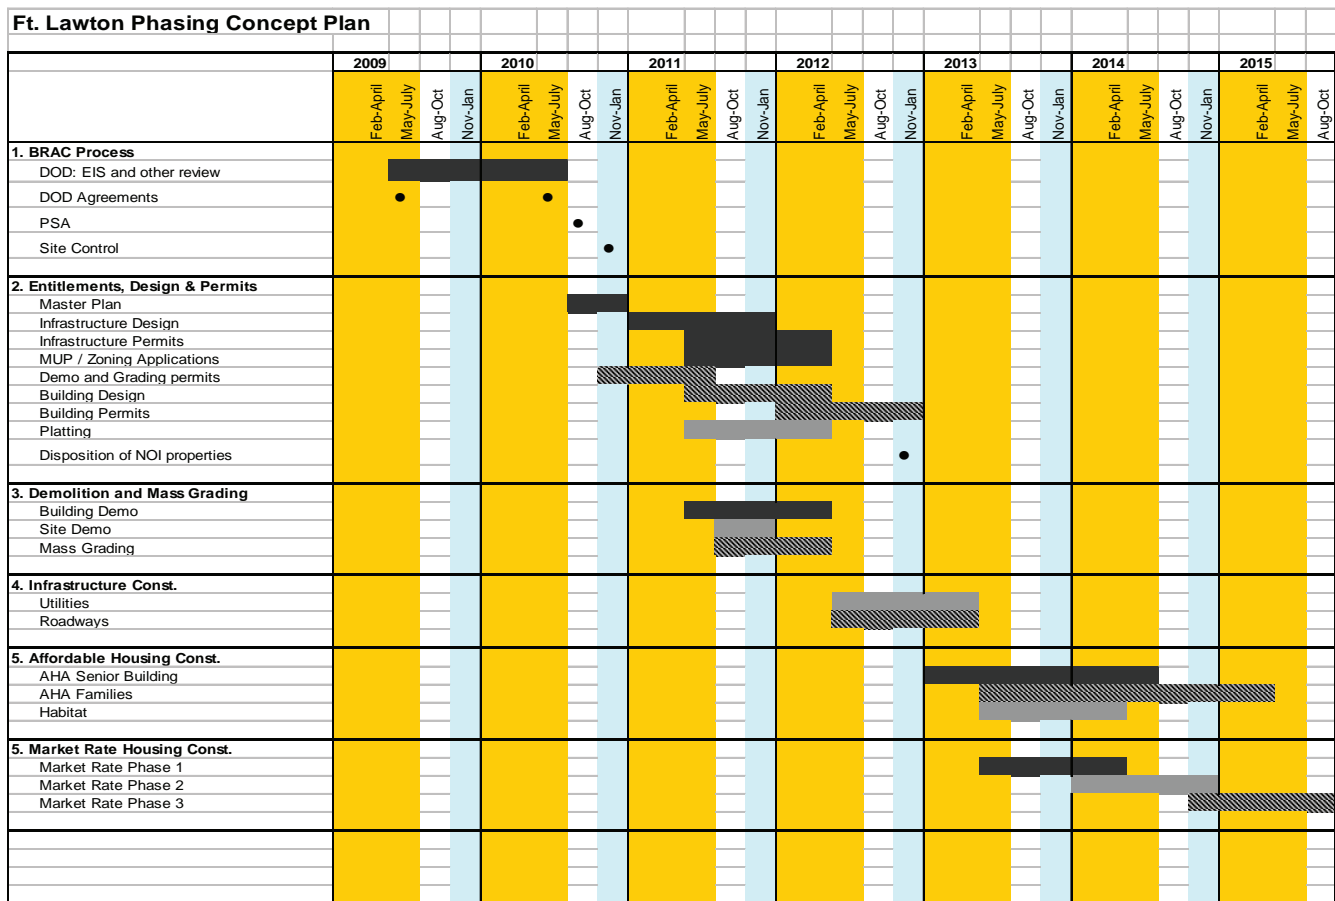 Ft. Lawton Phasing Concept Plan
2009 2010 2011 2012 2013 2014 2015
Feb-April May-July Aug-Oct Nov-Jan Feb-April May-July Aug-Oct Nov-Jan Feb-April May-July Aug-Oct Nov-Jan Feb-April May-July Aug-Oct Nov-Jan Feb-April May-July Aug-Oct Nov-Jan Feb-April May-July Aug-Oct Nov-Jan Feb-April May-July Aug-Oct
1. BRAC Process
DOD: EIS and other review
DOD Agreements
PSA
Site Control
2. Entitlements, Design & Permits
Master Plan
Infrastructure Design
Infrastructure Permits
MUP / Zoning Applications
Demo and Grading permits
Building Design
Building Permits
Platting
Disposition of NOI properties
3. Demolition and Mass Grading
Building Demo
Site Demo
Mass Grading
4. Infrastructure Const.
Utilities
Roadways
5. Affordable Housing Const.
AHA Senior Building
AHA Families
Habitat
5. Market Rate Housing Const.
Market Rate Phase 1
Market Rate Phase 2
Market Rate Phase 3